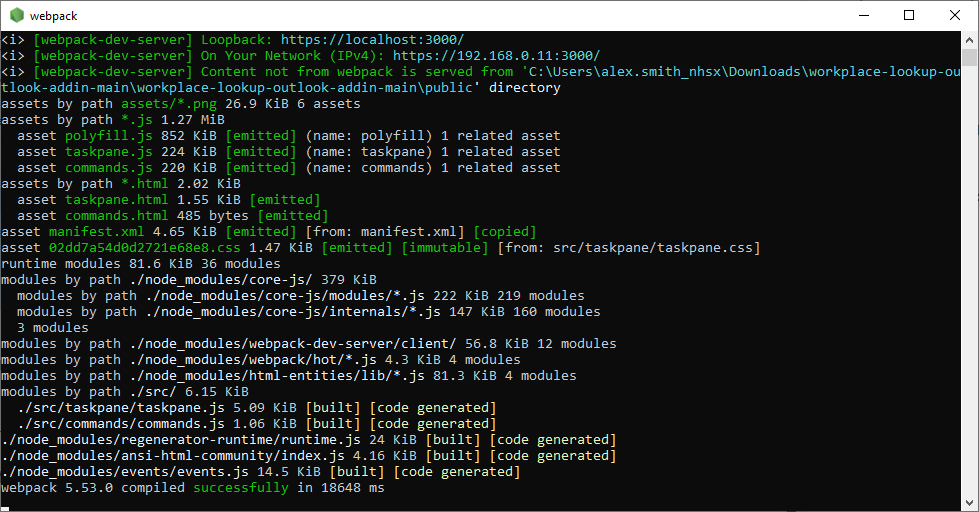 webpack
<i> [webpack-dev-server] Loopback: https://localhost:3000/
<i> [webpack-dev-server] On Your Network (IPv4): https://192.168.0.11:3000/
<i> [webpack-dev-server] Content not from webpack is served from 'C:\Users\alex.smith_nhsx\Downloads\workplace-lookup-ou
tlook-addin-main\workplace-lookup-outlook-addin-main\public' directory
assets by path assets/*.png 26.9 KiB 6 assets
assets by path *.js 1.27 MiB
  asset polyfill.js 852 KiB [emitted] (name: polyfill) 1 related asset
  asset taskpane.js 224 KiB [emitted] (name: taskpane) 1 related asset
  asset commands.js 220 KiB [emitted] (name: commands) 1 related asset
assets by path *.html 2.02 KiB
  asset taskpane.html 1.55 KiB [emitted]
  asset commands.html 485 bytes [emitted]
asset manifest.xml 4.65 KiB [emitted] [from: manifest.xml] [copied]
asset 02dd7a54d0d2721e68e8.css 1.47 KiB [emitted] [immutable] [from: src/taskpane/taskpane.css]
runtime modules 81.6 KiB 36 modules
modules by path ./node_modules/core-js/ 379 KiB
  modules by path ./node_modules/core-js/modules/*.js 222 KiB 219 modules
  modules by path ./node_modules/core-js/internals/*.js 147 KiB 160 modules
  3 modules
modules by path ./node_modules/webpack-dev-server/client/ 56.8 KiB 12 modules
modules by path ./node_modules/webpack/hot/*.js 4.3 KiB 4 modules
modules by path ./node_modules/html-entities/lib/*.js 81.3 KiB 4 modules
modules by path ./src/ 6.15 KiB
  ./src/taskpane/taskpane.js 5.09 KiB [built] [code generated]
  ./src/commands/commands.js 1.06 KiB [built] [code generated]
./node_modules/regenerator-runtime/runtime.js 24 KiB [built] [code generated]
./node_modules/ansi-html-community/index.js 4.16 KiB [built] [code generated]
./node_modules/events/events.js 14.5 KiB [built] [code generated]
webpack 5.53.0 compiled successfully in 18648 ms